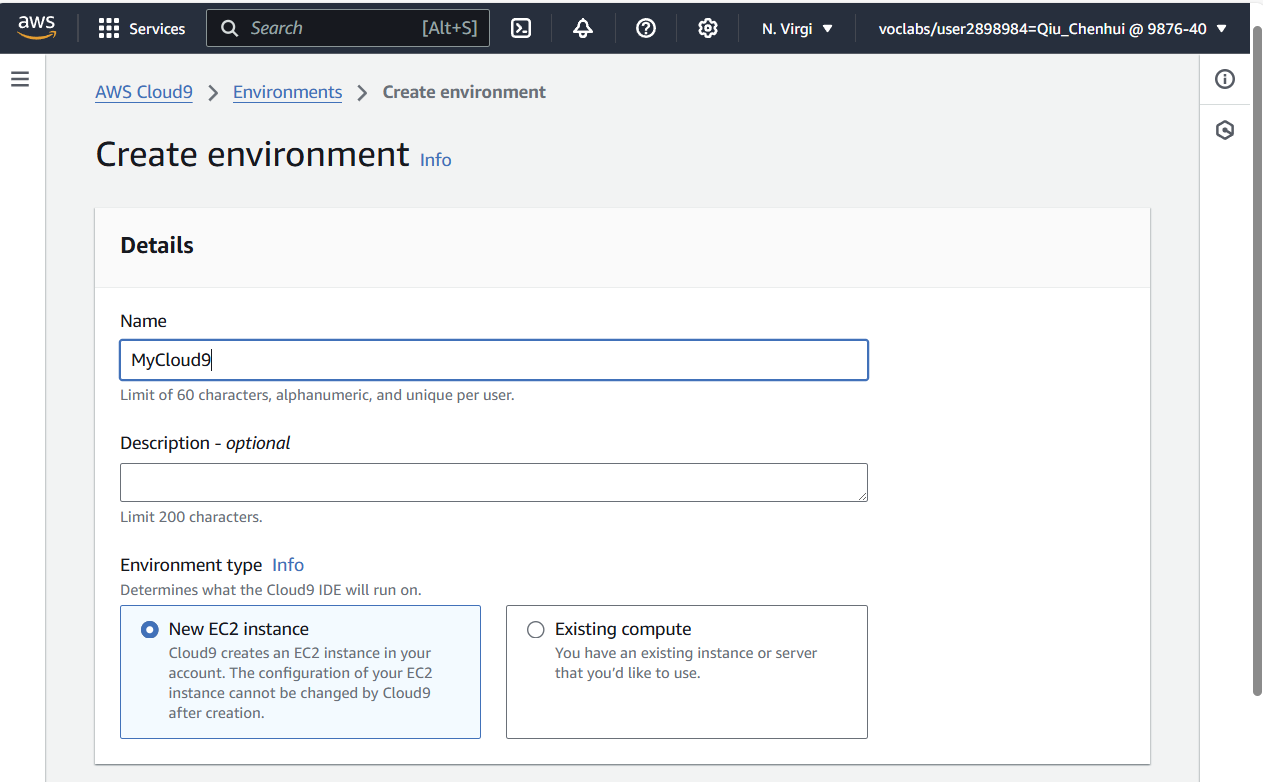 aws Services Search [Alt+S] N. Virgi voclabs/user2898984=Qiu_Chenhui @ 9876-40
AWS Cloud9 Environments Create environment
Create environment Info
Details
Name
MyCloud9
Limit of 60 characters, alphanumeric, and unique per user.
Description - optional
Limit 200 characters.
Environment type Info
Determines what the Cloud9 IDE will run on.
New EC2 instance
Cloud9 creates an EC2 instance in your
account. The configuration of your EC2
instance cannot be changed by Cloud9
after creation.
Existing compute
You have an existing instance or server
that you’d like to use.